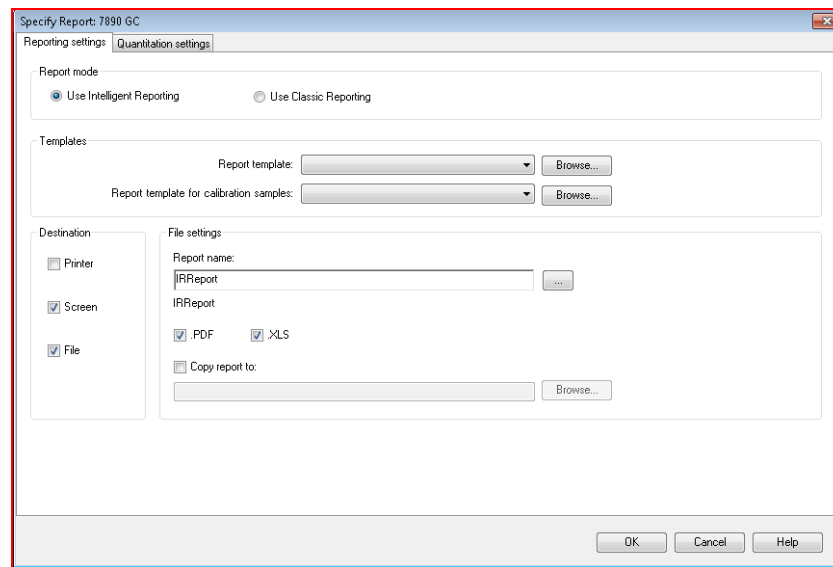 Specify Report: 7890 GC
Reporting settings Quantitation settings
Report mode
Use Intelligent Reporting Use Classic Reporting
Templates
Report template: Browse...
Report template for calibration samples: Browse...
Destination File settings
Printer
Screen
File
Report name:
IRReport ...
IRReport
.PDF .XLS
Copy report to:
Browse...
OK Cancel Help